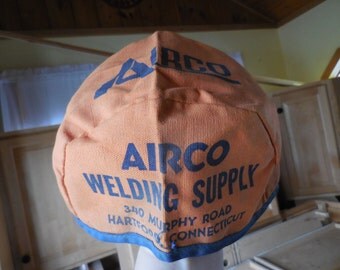 AIRCO
AIRCO
WELDING SUPPLY
340 MURPHY ROAD
HARTFORD, CONNECTICUT